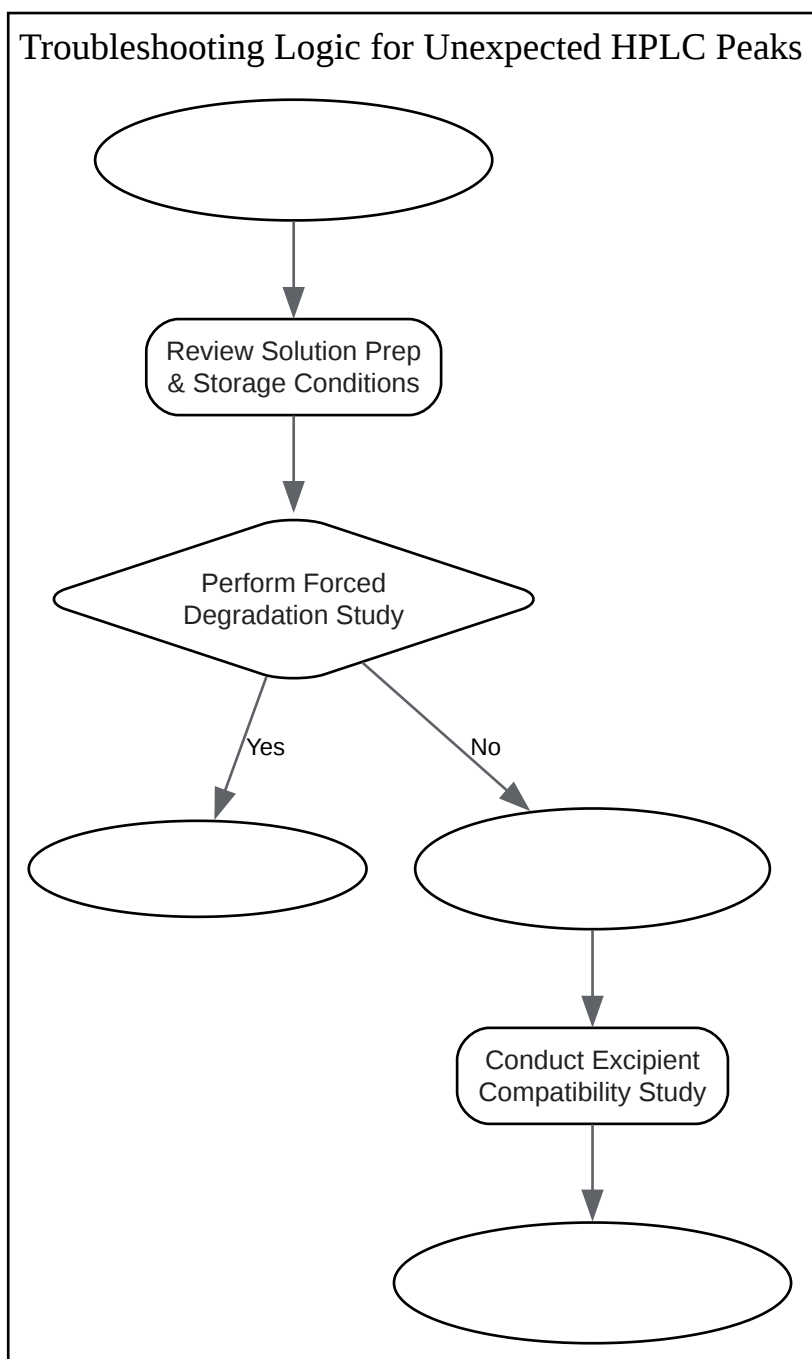 Troubleshooting Logic for Unexpected HPLC Peaks
Review Solution Prep
& Storage Conditions
Perform Forced
Degradation Study
Yes
No
Conduct Excipient
Compatibility Study